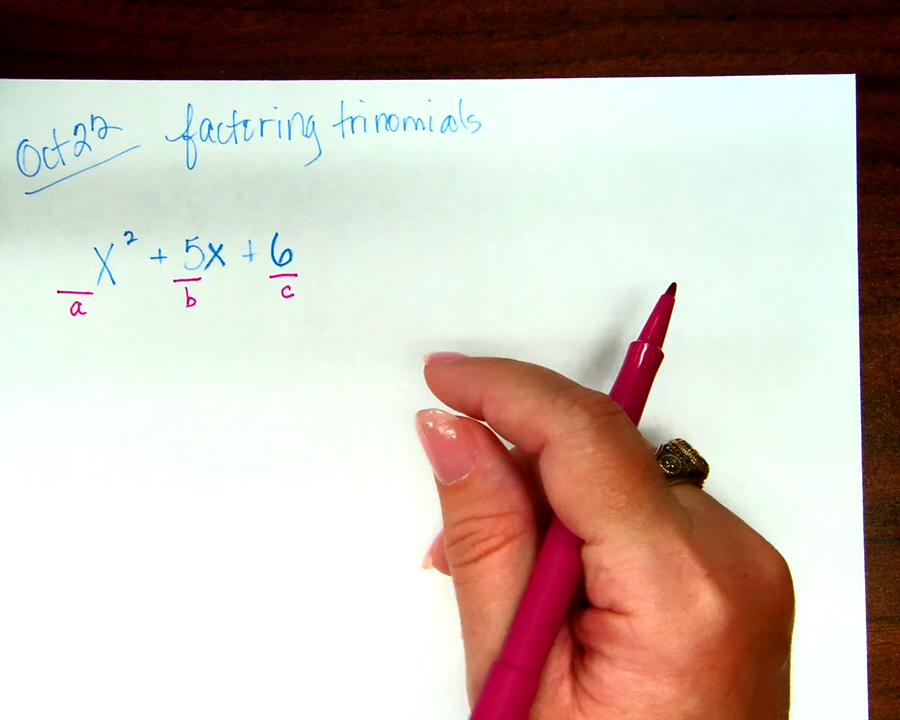 Oct 22 factoring trinomials
x² + 5x + 6
a b c